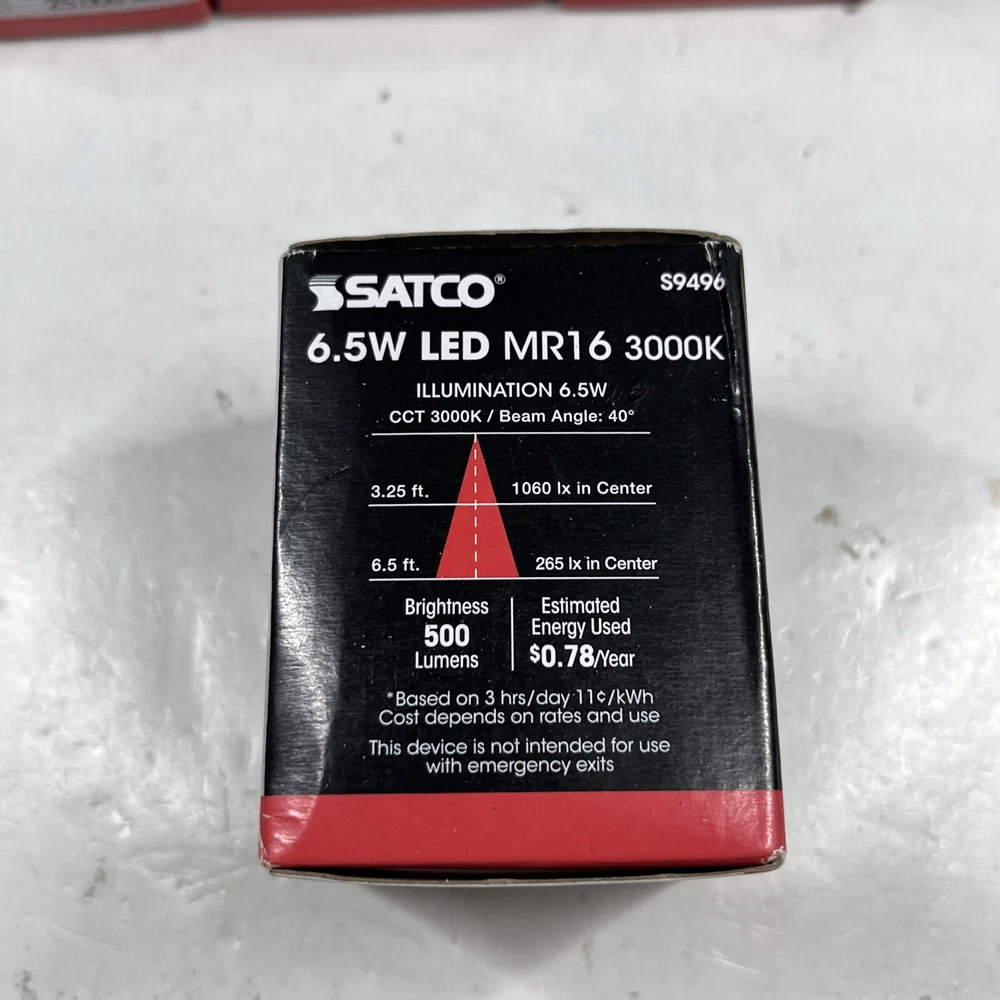 SATCO®
S9496
6.5W LED MR16 3000K
ILLUMINATION 6.5W
CCT 3000K / Beam Angle: 40°
3.25 ft.
1060 lx in Center
6.5 ft.
265 lx in Center
Brightness
500
Lumens
Estimated
Energy Used
$0.78/Year
*Based on 3 hrs/day 11¢/kWh
Cost depends on rates and use
This device is not intended for use
with emergency exits